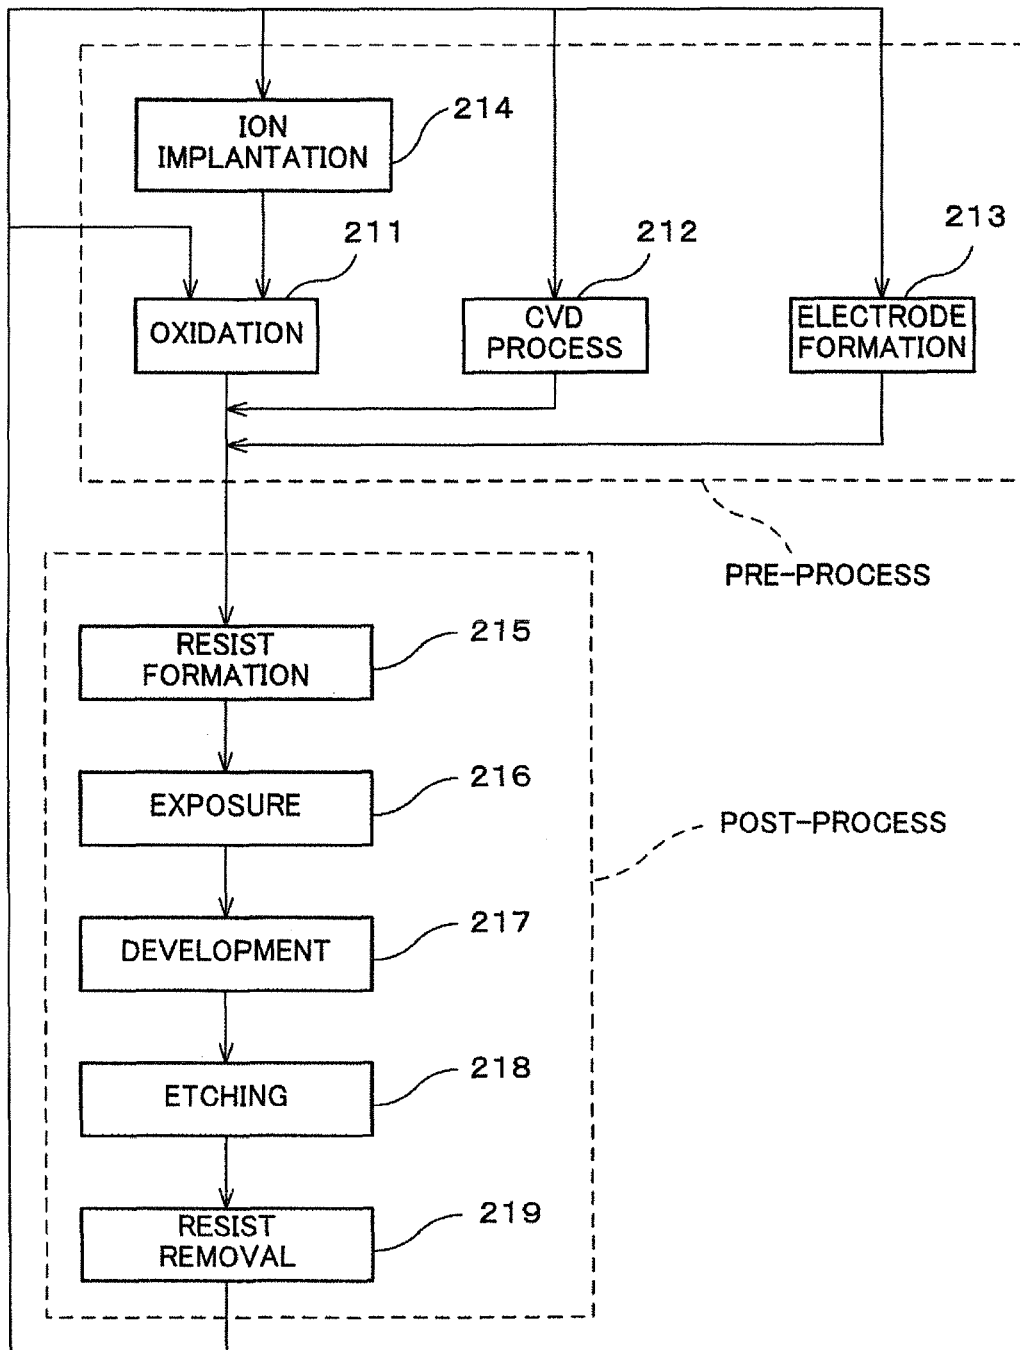 ION
IMPLANTATION
214
211
212
213
OXIDATION
CVD
PROCESS
ELECTRODE
FORMATION
PRE-PROCESS
RESIST
FORMATION
215
EXPOSURE
216
POST-PROCESS
DEVELOPMENT
217
ETCHING
218
RESIST
REMOVAL
219